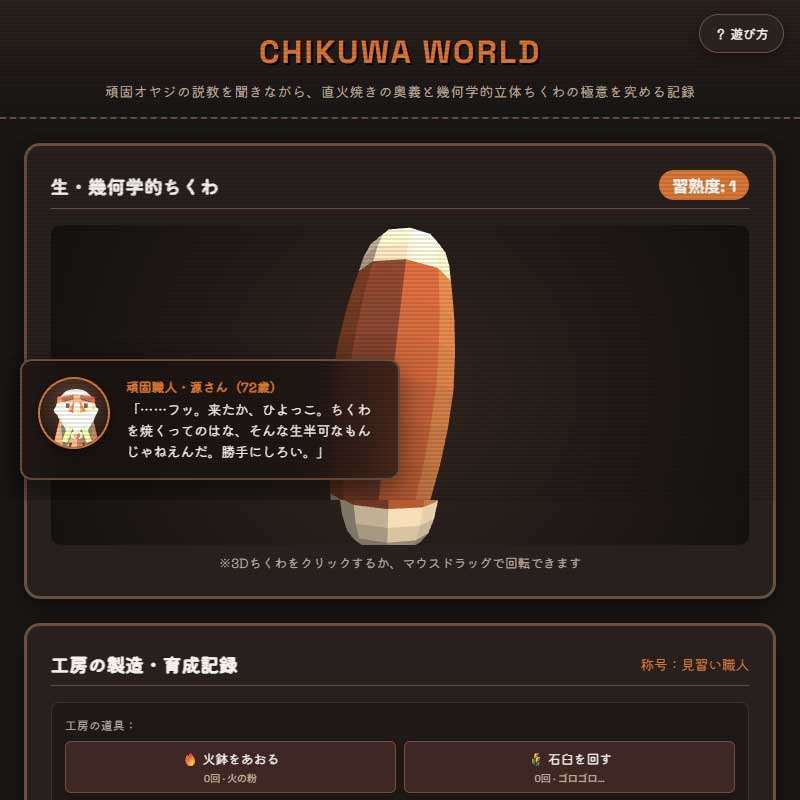 CHIKUWA WORLD
? 遊び方
頑固オヤジの説教を聞きながら、直火焼きの奥義と幾何学的立体ちくわの極意を究める記録
生・幾何学的ちくわ
習熟度: 1
頑固職人・源さん（72歳）
「……フッ。来たか、ひよっこ。ちくわ
を焼くってのはな、そんな生半可なもん
じゃねえんだ。勝手にしろい。」
※3Dちくわをクリックするか、マウスドラッグで回転できます
工房の製造・育成記録
称号：見習い職人
工房の道具：
火鉢をあおる
0回・火の粉
石臼を回す
0回・ゴロゴロ…